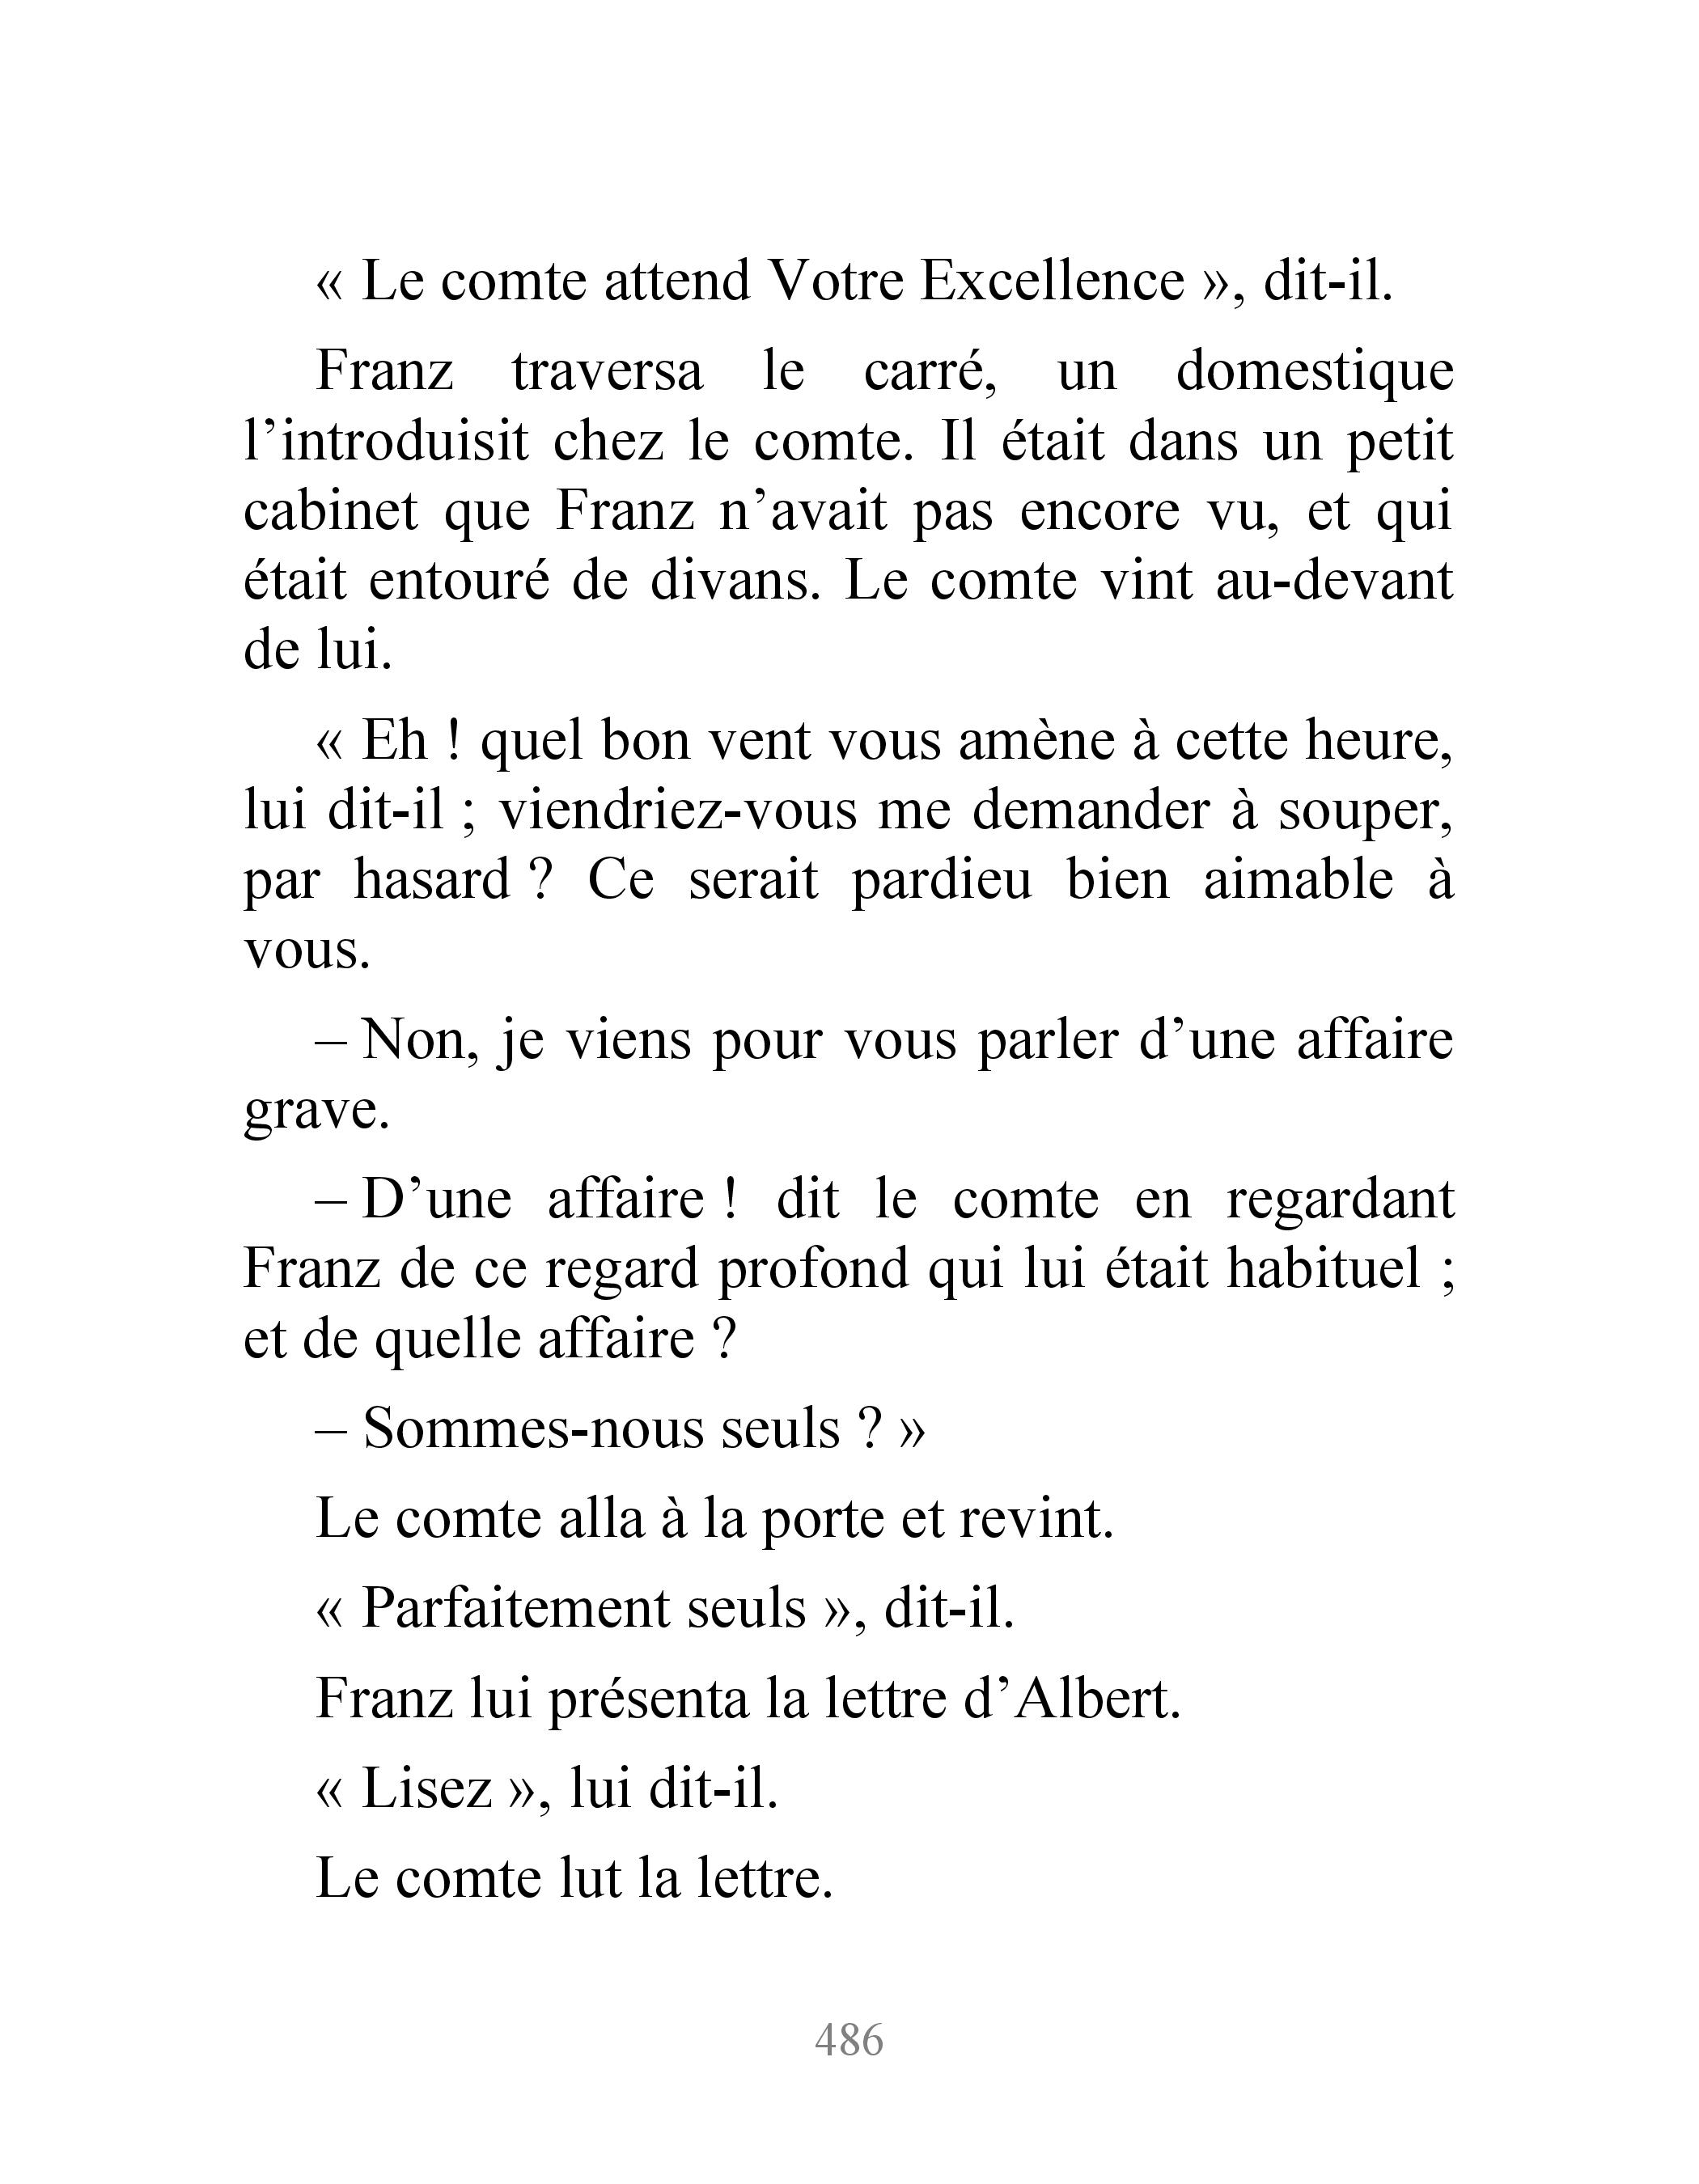 « Le comte attend Votre Excellence », dit-il.
Franz traversa le carré, un domestique
l’introduisit chez le comte. Il était dans un petit
cabinet que Franz n’avait pas encore vu, et qui
était entouré de divans. Le comte vint au-devant
de lui.
« Eh ! quel bon vent vous amène à cette heure,
lui dit-il ; viendriez-vous me demander à souper,
par hasard ? Ce serait pardieu bien aimable à
vous.
– Non, je viens pour vous parler d’une affaire
grave.
– D’une affaire ! dit le comte en regardant
Franz de ce regard profond qui lui était habituel ;
et de quelle affaire ?
– Sommes-nous seuls ? »
Le comte alla à la porte et revint.
« Parfaitement seuls », dit-il.
Franz lui présenta la lettre d’Albert.
« Lisez », lui dit-il.
Le comte lut la lettre.
486